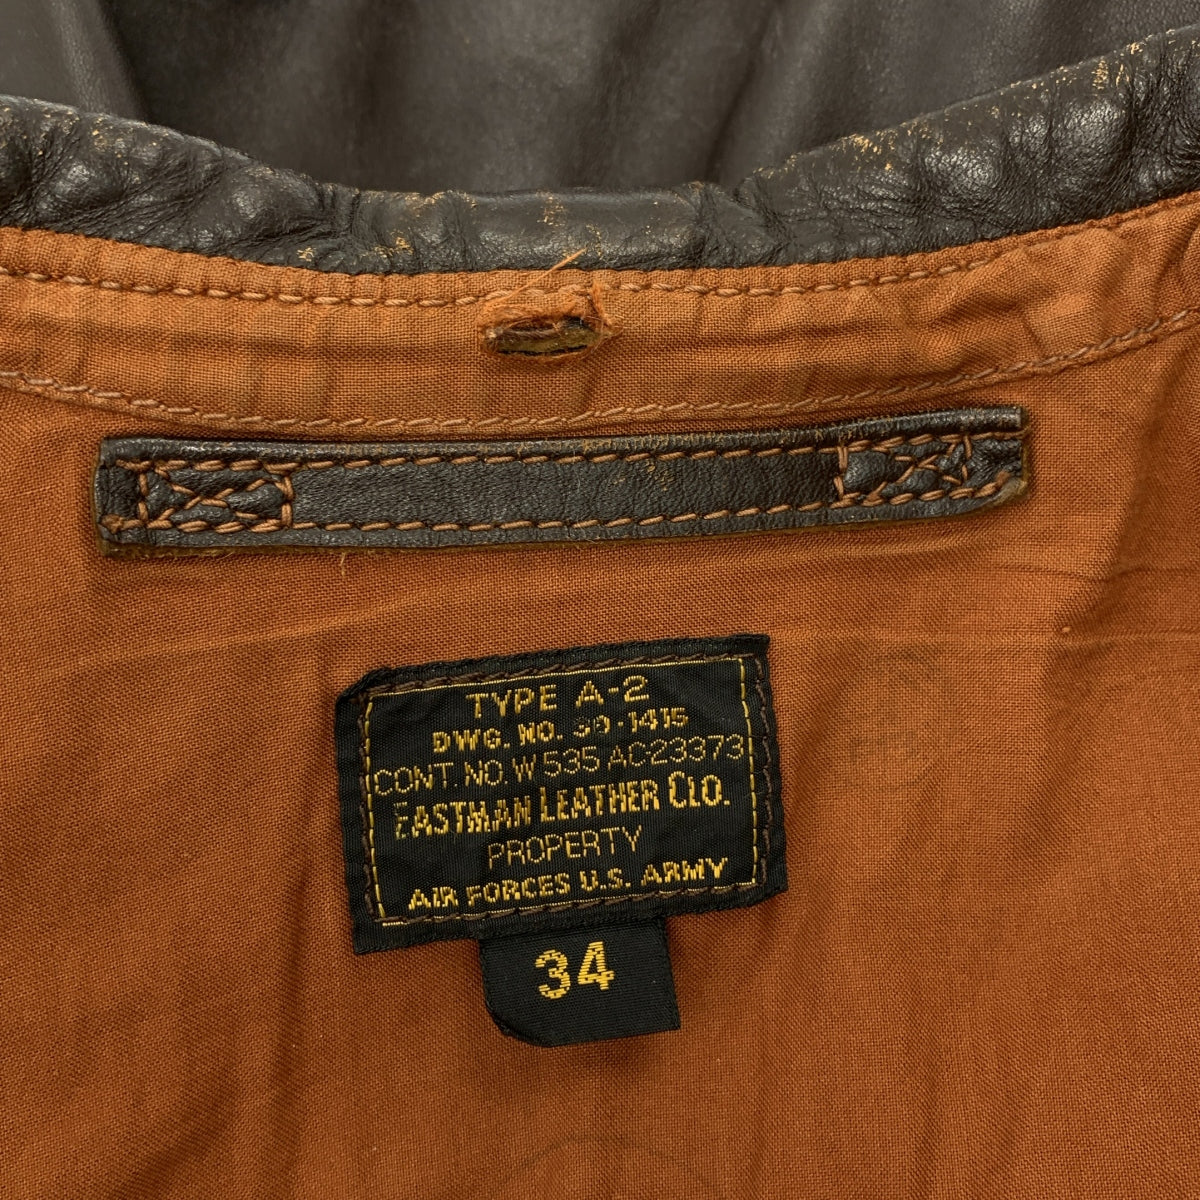 TYPE A-2
DWG. NO. 30-1415
CONT. NO. W 535 AC-23373
EASTMAN LEATHER CLO.
PROPERTY
AIR FORCES U.S. ARMY
34